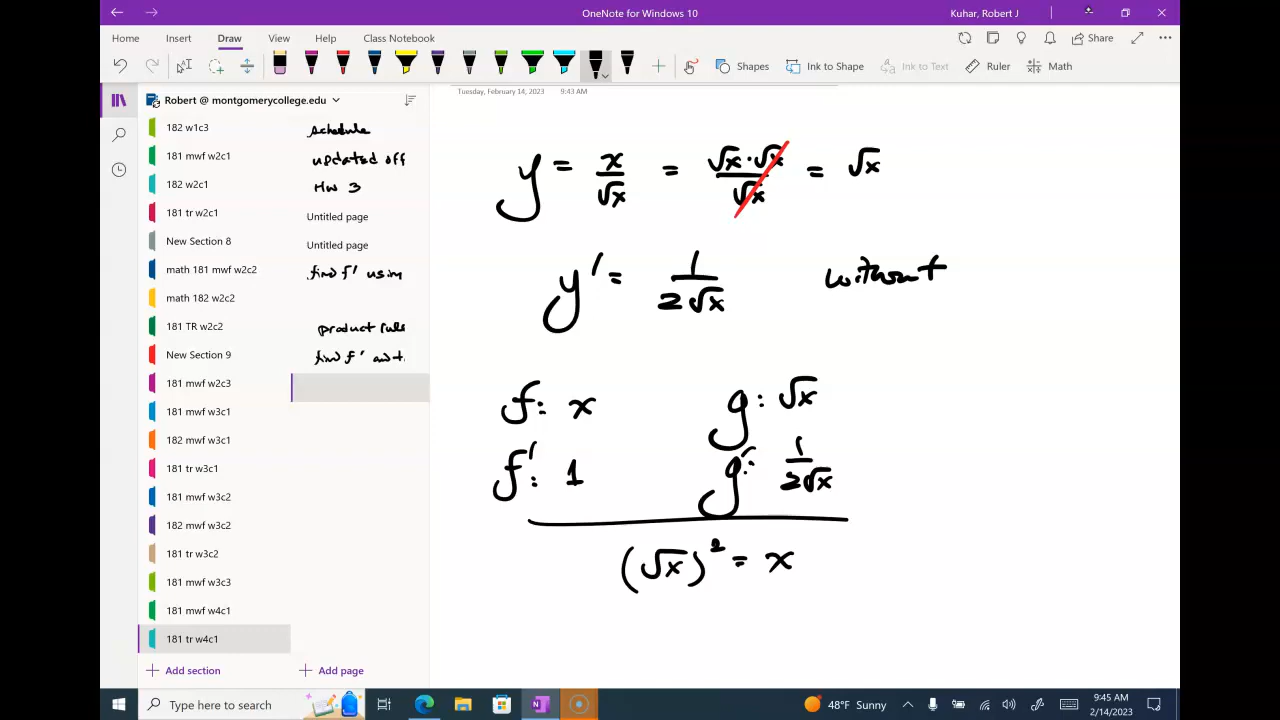 OneNote for Windows 10
Kuhar, Robert J
Home Insert Draw View Help Class Notebook
Share
Shapes Ink to Shape Ink to Text Ruler Math
Robert @ montgomerycollege.edu
Tuesday, February 14, 2023 9:43 AM
182 w1c3 schedule
181 mwf w2c1 updated off
182 w2c1 HW 3
181 tr w2c1 Untitled page
New Section 8 Untitled page
math 181 mwf w2c2 find f' using
math 182 w2c2
181 TR w2c2 product rule
New Section 9 find f' and t
181 mwf w2c3
181 mwf w3c1
182 mwf w3c1
181 tr w3c1
181 mwf w3c2
182 mwf w3c2
181 tr w3c2
181 mwf w3c3
181 mwf w4c1
181 tr w4c1
Add section Add page
y = x/√x = √x · √x/√x = √x
y' = 1/2√x without
f: x g: √x
f': 1 g': 1/2√x
(√x)² = x
Type here to search
48°F Sunny
9:45 AM
2/14/2023